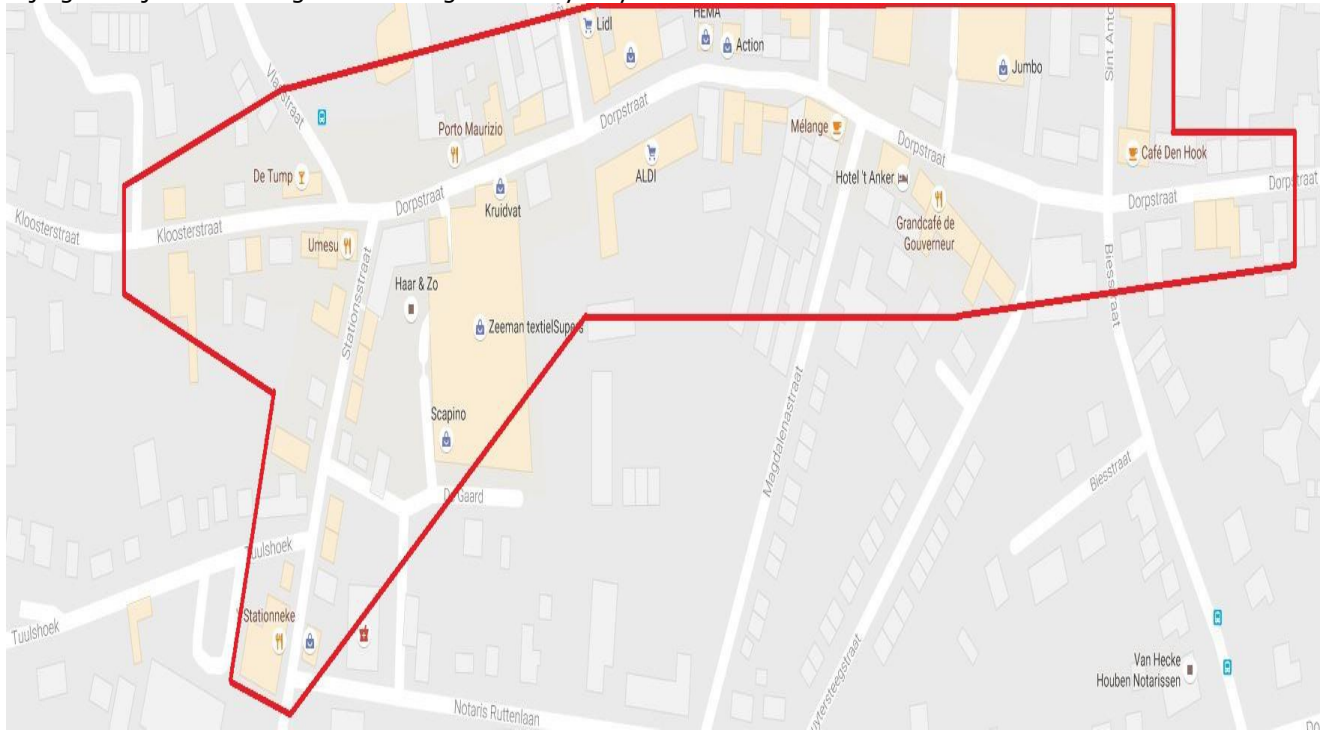 Lidl
HEMA
Action
Jumbo
Sint Anto
Vlasstraat
Porto Maurizio
Dorpstraat
Mélange
Dorpstraat
Café Den Hook
De Tump
ALDI
Hotel 't Anker
Kruidvat
Dorpstraat
Dorpstraat
Dorpstraat
Kloosterstraat
Kloosterstraat
Grandcafé de
Gouverneur
Umesu
Stationsstraat
Haar & Zo
Biesstraat
Zeeman textielSupers
Scapino
Magdalenastraat
De Gaard
Biesstraat
Tuulshoek
Stationneke
Tuulshoek
Van Hecke
Houben Notarissen
Notaris Ruttenlaan
uytersteegstraat
Do